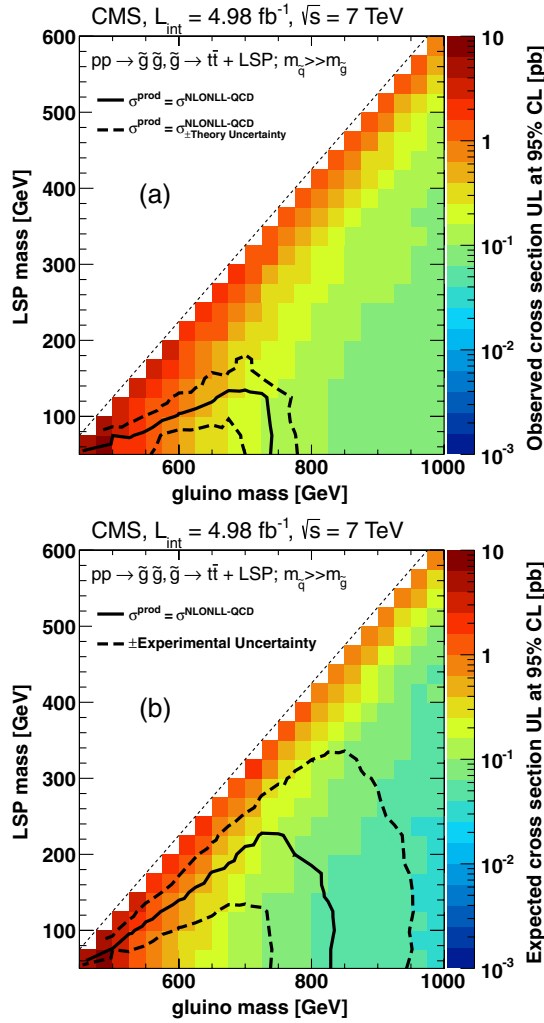 CMS, L_int = 4.98 fb⁻¹, √s = 7 TeV
pp → g̃ g̃, g̃ → tt̄ + LSP; m_q̃ >> m_g̃
σ^prod = σ^NLONLL-QCD
σ^prod = σ^NLONLL-QCD_±Theory Uncertainty
(a)
LSP mass [GeV]
600
500
400
300
200
100
600 800 1000
gluino mass [GeV]
10
1
10⁻¹
10⁻²
10⁻³
Observed cross section UL at 95% CL [pb]
CMS, L_int = 4.98 fb⁻¹, √s = 7 TeV
pp → g̃ g̃, g̃ → tt̄ + LSP; m_q̃ >> m_g̃
σ^prod = σ^NLONLL-QCD
±Experimental Uncertainty
(b)
LSP mass [GeV]
600
500
400
300
200
100
600 800 1000
gluino mass [GeV]
10
1
10⁻¹
10⁻²
10⁻³
Expected cross section UL at 95% CL [pb]